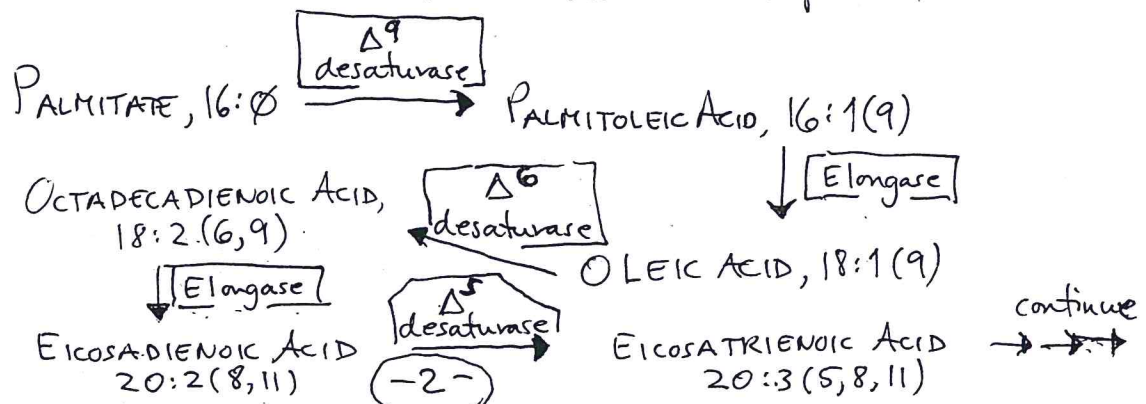 PALMITATE, 16:Ø
Δ9
desaturase
PALMITOLEIC ACID, 16:1(9)
Elongase
OLEIC ACID, 18:1(9)
Δ6
desaturase
OCTADECADIENOIC ACID,
18:2(6,9)
Elongase
EICOSADIENOIC ACID
20:2(8,11)
Δ5
desaturase
EICOSATRIENOIC ACID
20:3(5,8,11)
continue
-2-